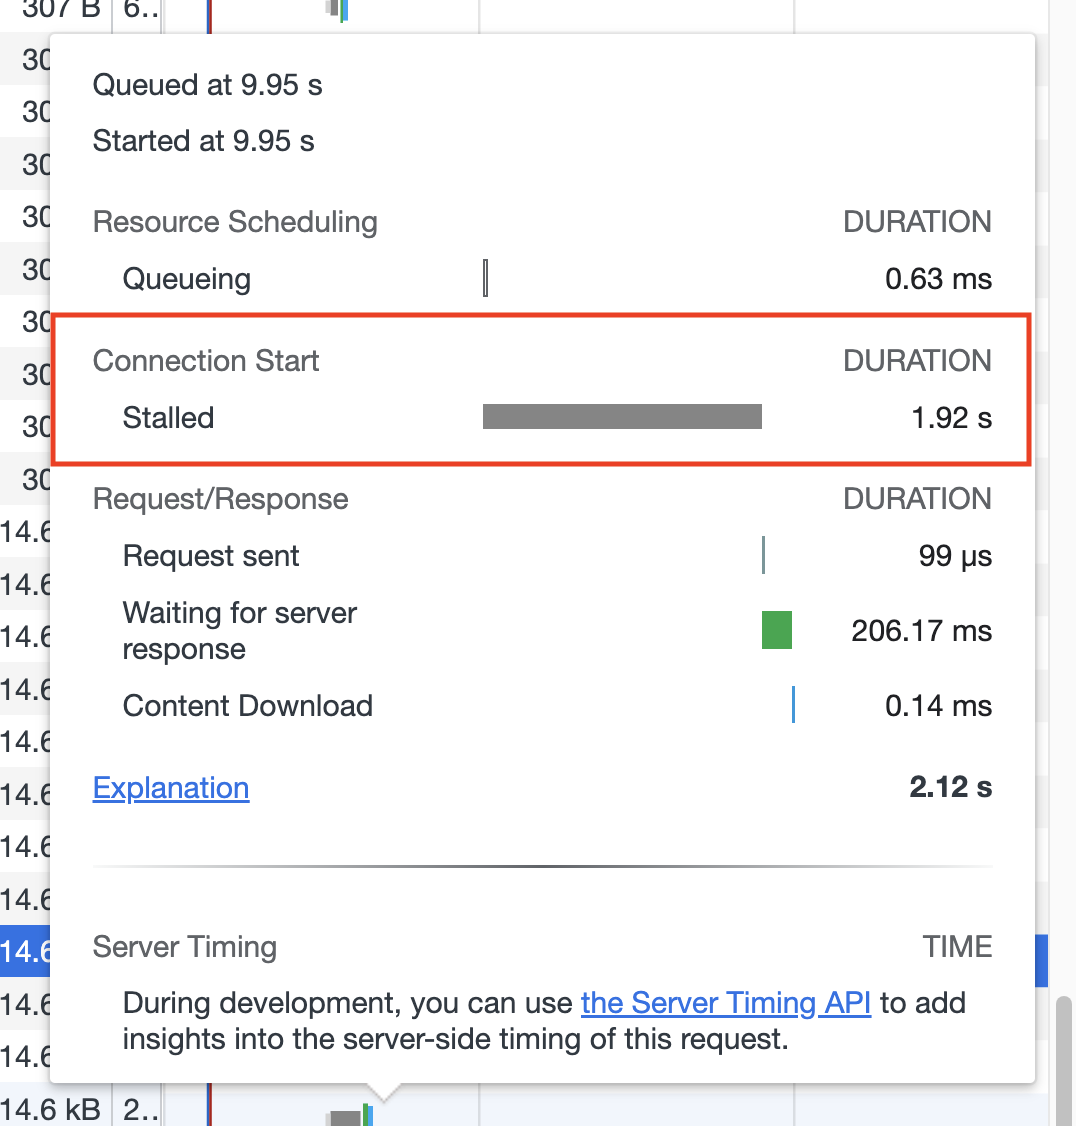 307 B 6..
Queued at 9.95 s
30
Started at 9.95 s
30
30
30
Resource Scheduling DURATION
30
Queueing 0.63 ms
30
Connection Start DURATION
30
Stalled 1.92 s
30
30
Request/Response DURATION
14.6
Request sent 99 µs
14.6
Waiting for server
response 206.17 ms
14.6
14.6
Content Download 0.14 ms
14.6
Explanation 2.12 s
14.6
14.6
14.6
14.6
Server Timing TIME
14.6
During development, you can use the Server Timing API to add
insights into the server-side timing of this request.
14.6
14.6 kB 2..